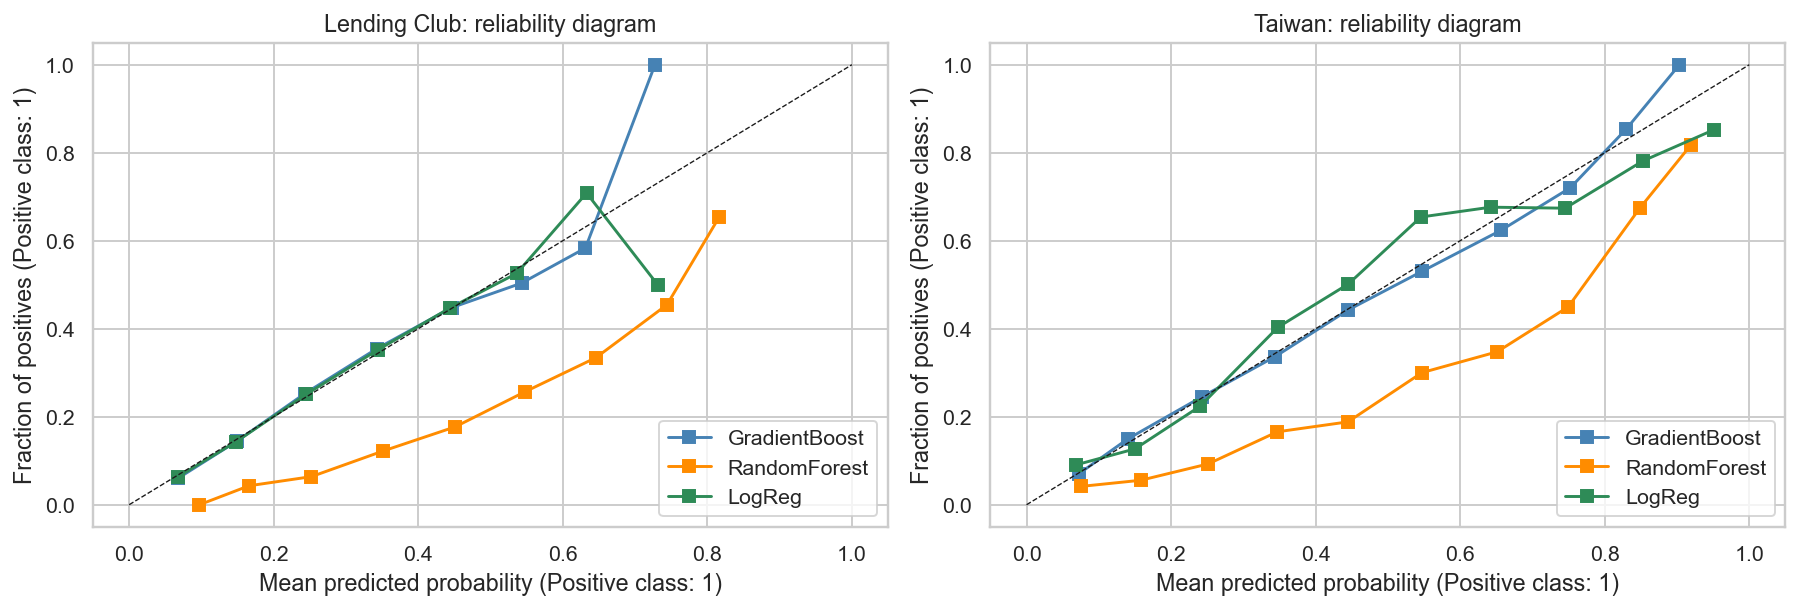 Lending Club: reliability diagram
Fraction of positives (Positive class: 1)
1.0
0.8
0.6
0.4
0.2
0.0
GradientBoost
RandomForest
LogReg
0.0 0.2 0.4 0.6 0.8 1.0
Mean predicted probability (Positive class: 1)
Taiwan: reliability diagram
Fraction of positives (Positive class: 1)
1.0
0.8
0.6
0.4
0.2
0.0
GradientBoost
RandomForest
LogReg
0.0 0.2 0.4 0.6 0.8 1.0
Mean predicted probability (Positive class: 1)